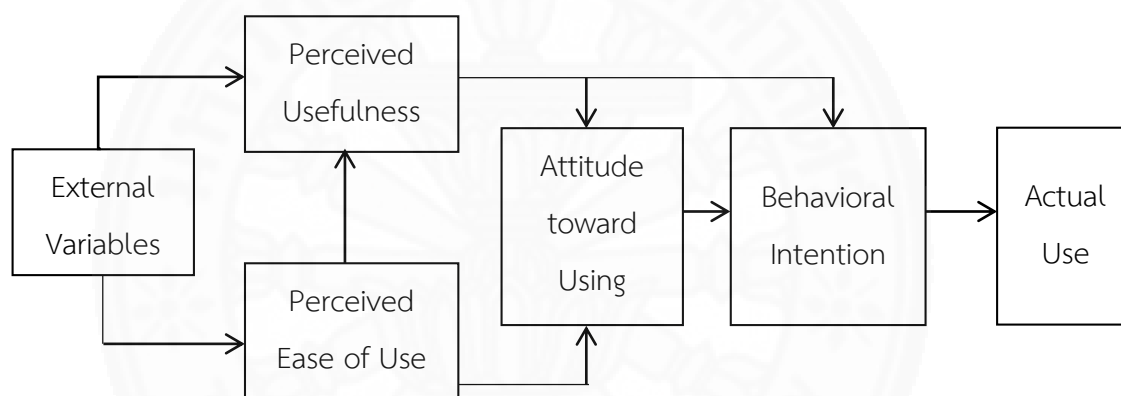 Perceived
Usefulness
External
Variables
Perceived
Ease of Use
Attitude
toward
Using
Behavioral
Intention
Actual
Use